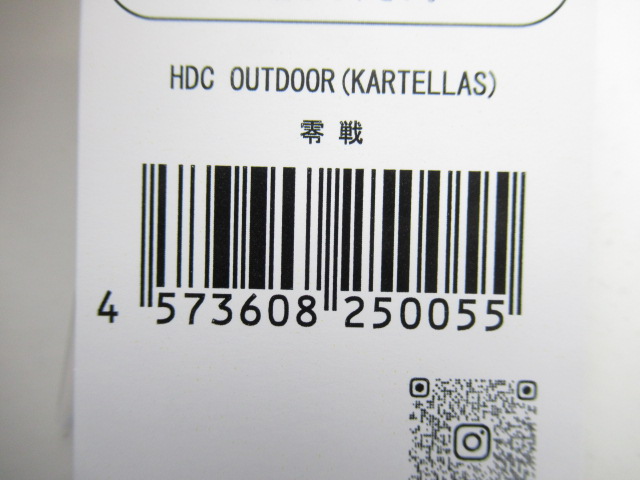 HDC OUTDOOR(KARTELLAS)
零戦
4 573608 250055